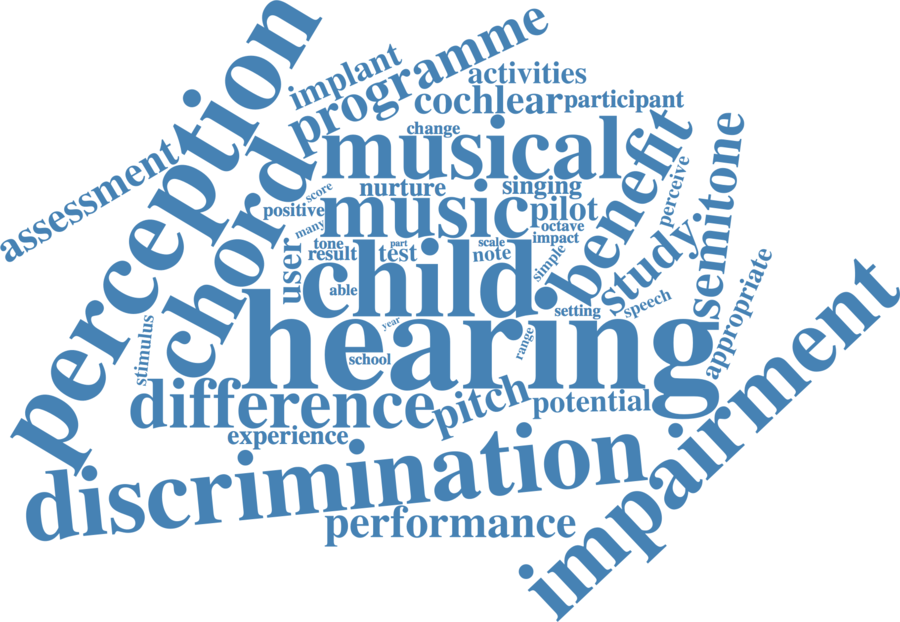 perception
implant
programme
activities
cochlear
participant
change
musical
assessment
chord
score
nurture
singing
benefit
perceive
semitone
positive
music
pilot
many
octave
tone
part
scale
impact
result
test
note
simple
study
user
child
able
setting
speech
appropriate
stimulus
hearing
year
school
range
impairment
difference
pitch
potential
experience
discrimination
performance